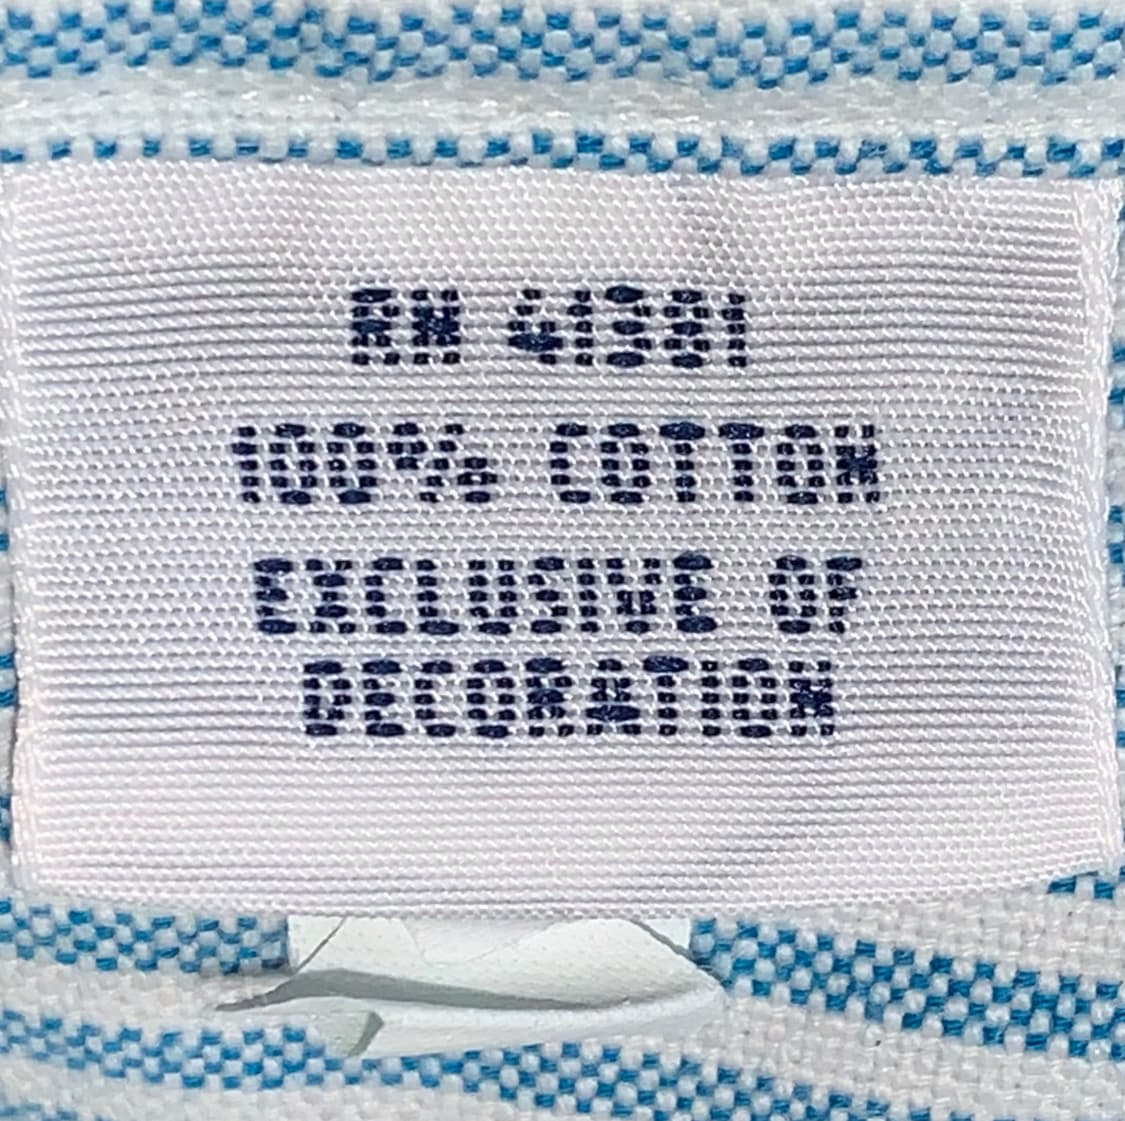 RN 41381
100% COTTON
EXCLUSIVE OF
DECORATION